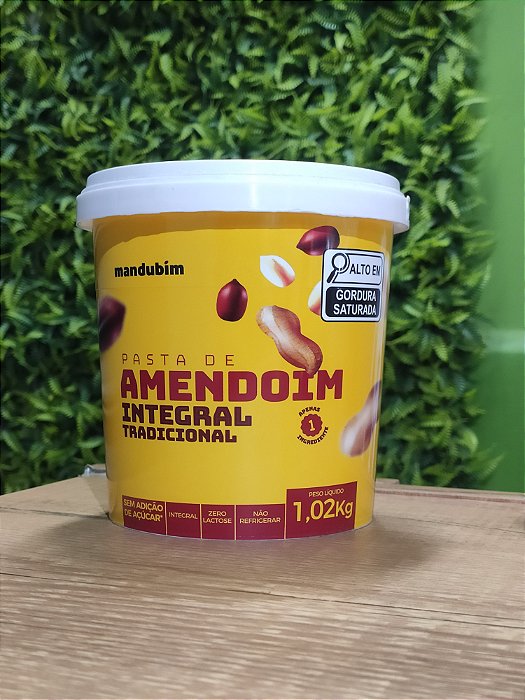 mandubím
ALTO EM
GORDURA
SATURADA
PASTA DE
AMENDOIM
INTEGRAL
TRADICIONAL
APENAS
1
INGREDIENTE
SEM ADIÇÃO
DE AÇÚCAR*
INTEGRAL
ZERO
LACTOSE
NÃO
REFRIGERAR
PESO LÍQUIDO
1,02Kg